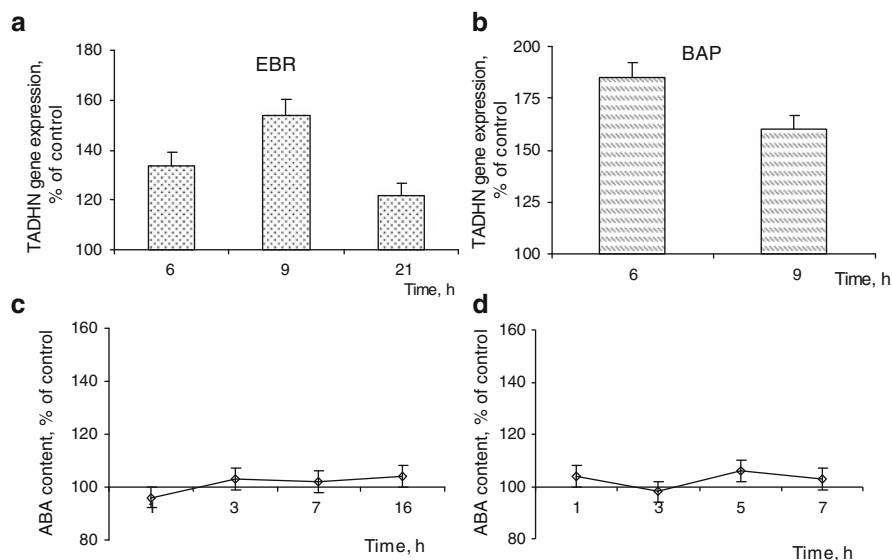 a
TADHN gene expression,
% of control
180
160
140
120
100
EBR
6 9 21
Time, h
b
TADHN gene expression,
% of control
200
175
150
125
100
BAP
6 9
Time, h
c
ABA content, % of control
160
140
120
100
80
1 3 7 16
Time, h
d
ABA content, % of control
160
140
120
100
80
1 3 5 7
Time, h